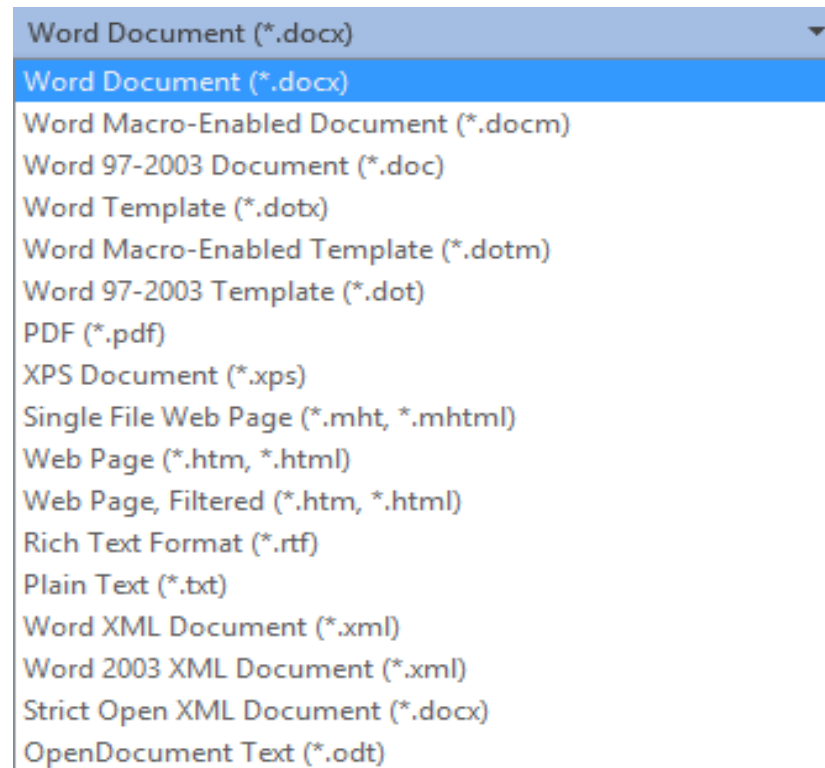 Word Document (*.docx)
Word Document (*.docx)
Word Macro-Enabled Document (*.docm)
Word 97-2003 Document (*.doc)
Word Template (*.dotx)
Word Macro-Enabled Template (*.dotm)
Word 97-2003 Template (*.dot)
PDF (*.pdf)
XPS Document (*.xps)
Single File Web Page (*.mht, *.mhtml)
Web Page (*.htm, *.html)
Web Page, Filtered (*.htm, *.html)
Rich Text Format (*.rtf)
Plain Text (*.txt)
Word XML Document (*.xml)
Word 2003 XML Document (*.xml)
Strict Open XML Document (*.docx)
OpenDocument Text (*.odt)